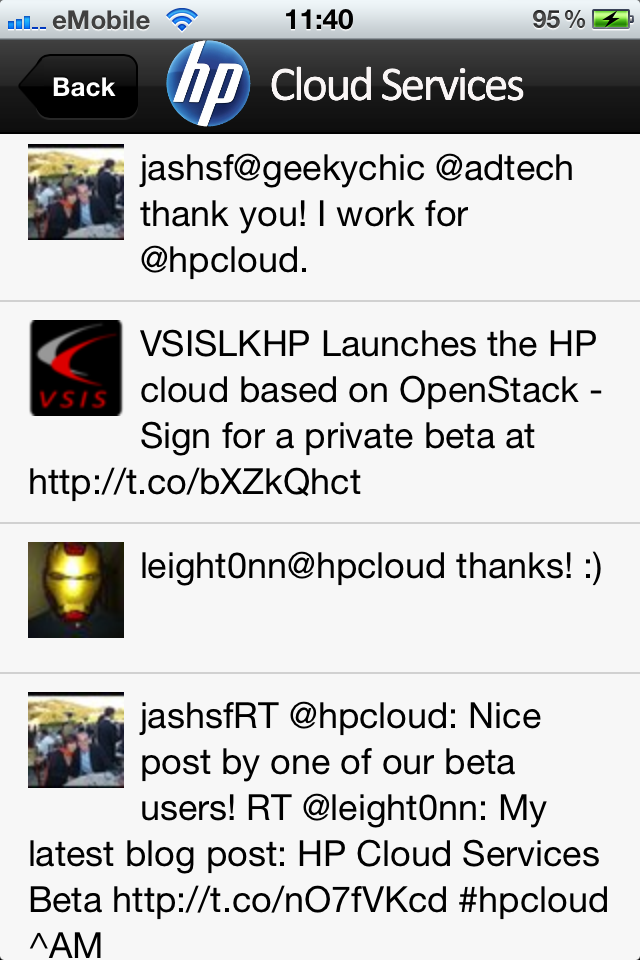 eMobile 11:40 95%
Back hp Cloud Services
jashsf@geekychic @adtech
thank you! I work for
@hpcloud.
VSIS
VSISLKHP Launches the HP
cloud based on OpenStack -
Sign for a private beta at
http://t.co/bXZkQhct
leight0nn@hpcloud thanks! :)
jashsfRT @hpcloud: Nice
post by one of our beta
users! RT @leight0nn: My
latest blog post: HP Cloud Services
Beta http://t.co/nO7fVKcd #hpcloud
^AM